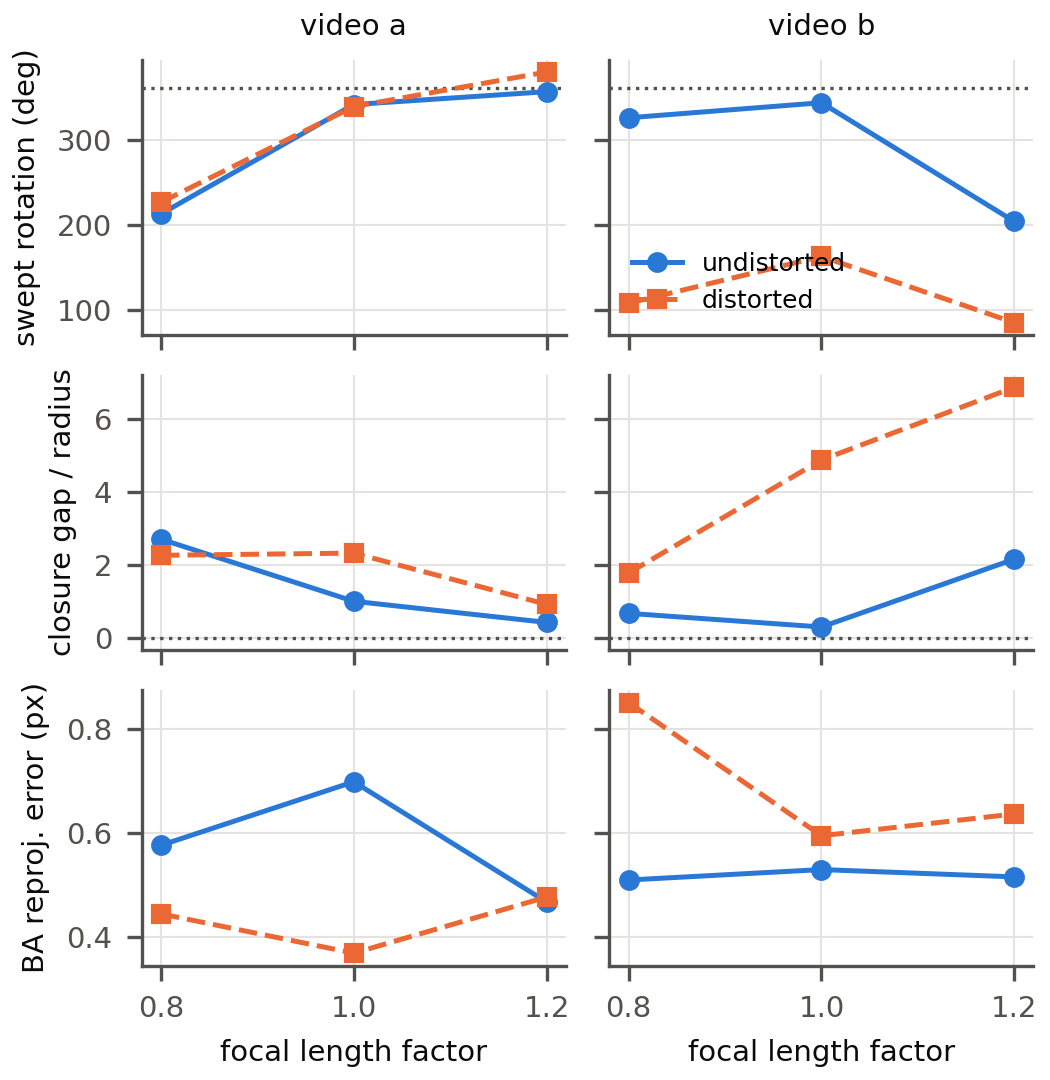 video a
video b
swept rotation (deg)
300
200
100
undistorted
distorted
closure gap / radius
6
4
2
0
BA reproj. error (px)
0.8
0.6
0.4
0.8 1.0 1.2
0.8 1.0 1.2
focal length factor
focal length factor